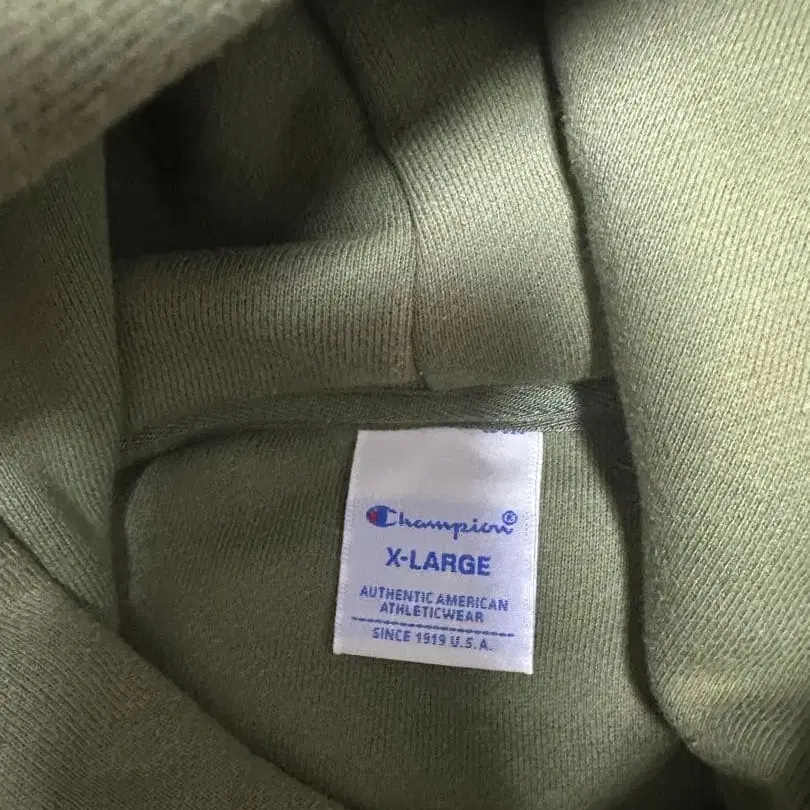 Champion®
X-LARGE
AUTHENTIC AMERICAN
ATHLETICWEAR
SINCE 1919 U.S.A.